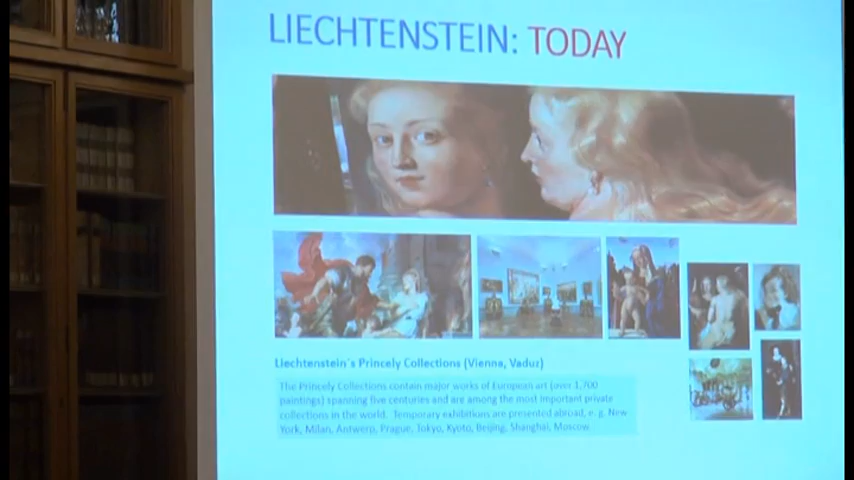 LIECHTENSTEIN: TODAY
Liechtenstein´s Princely Collections (Vienna, Vaduz)
The Princely Collections contain major works of European art (over 1,700
paintings) spanning five centuries and are among the most important private
collections in the world. Temporary exhibitions are presented abroad, e. g. New
York, Milan, Antwerp, Prague, Tokyo, Kyoto, Beijing, Shanghai, Moscow